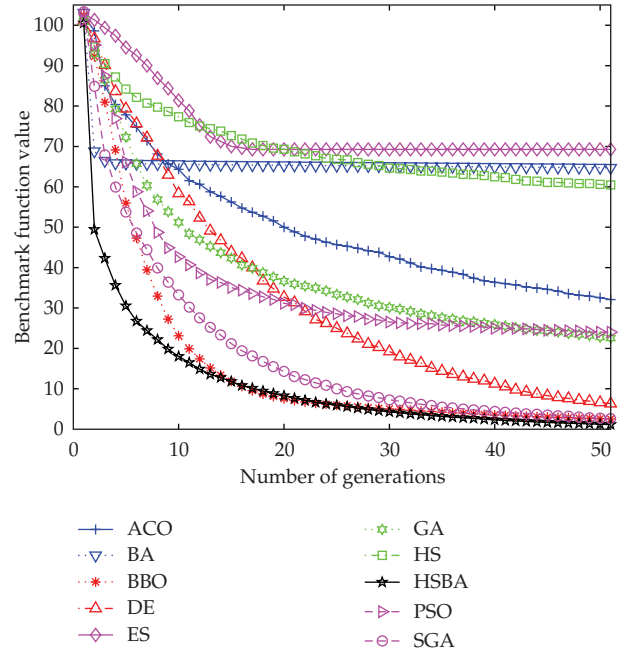 100
90
80
70
60
50
40
30
20
10
0
Benchmark function value
0 10 20 30 40 50
Number of generations
ACO
BA
BBO
DE
ES
GA
HS
HSBA
PSO
SGA